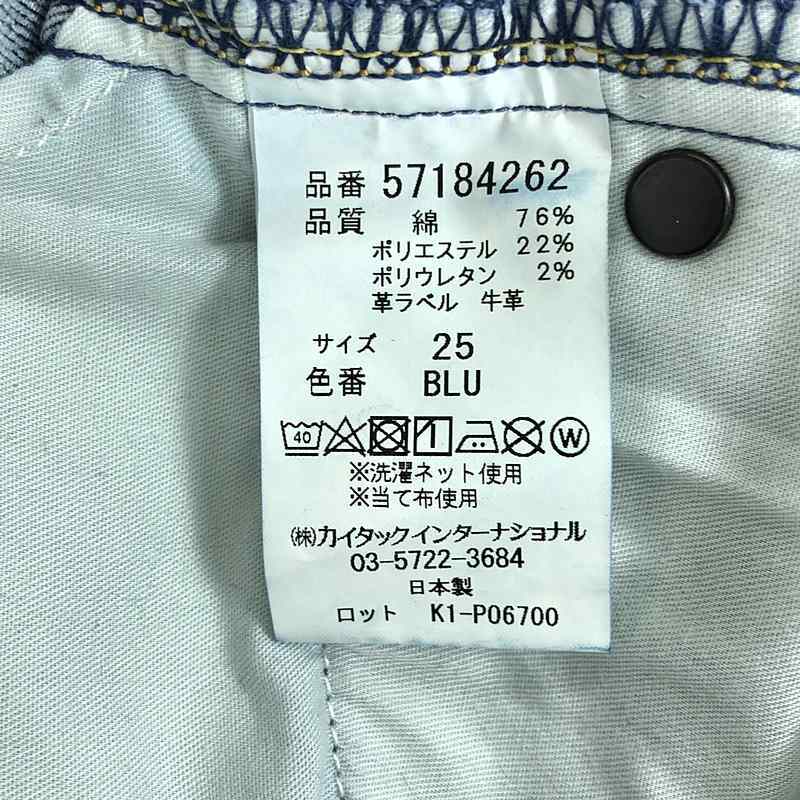 品番 57184262
品質 綿 76%
ポリエステル 22%
ポリウレタン 2%
革ラベル 牛革
サイズ 25
色番 BLU
40 W
※洗濯ネット使用
※当て布使用
㈱カイタックインターナショナル
03-5722-3684
日本製
ロット K1-P06700